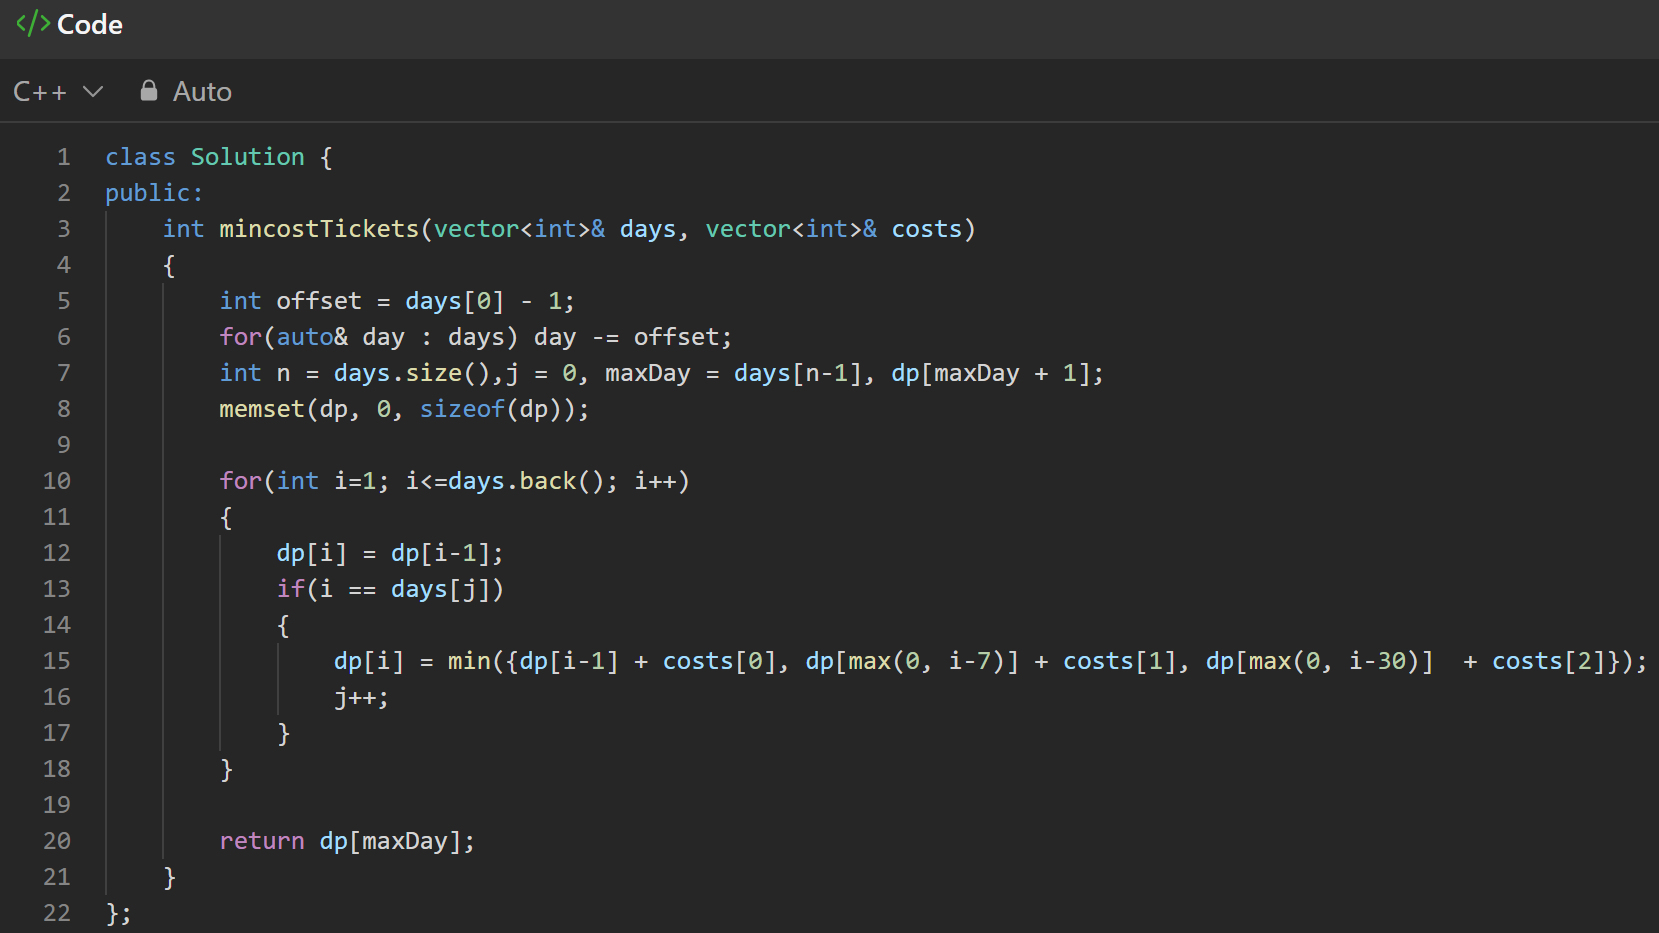 </> Code
C++ Auto
1 class Solution {
2 public:
3     int mincostTickets(vector<int>& days, vector<int>& costs)
4     {
5         int offset = days[0] - 1;
6         for(auto& day : days) day -= offset;
7         int n = days.size(),j = 0, maxDay = days[n-1], dp[maxDay + 1];
8         memset(dp, 0, sizeof(dp));
9
10         for(int i=1; i<=days.back(); i++)
11         {
12             dp[i] = dp[i-1];
13             if(i == days[j])
14             {
15                 dp[i] = min({dp[i-1] + costs[0], dp[max(0, i-7)] + costs[1], dp[max(0, i-30)]  + costs[2]});
16                 j++;
17             }
18         }
19
20         return dp[maxDay];
21     }
22 };